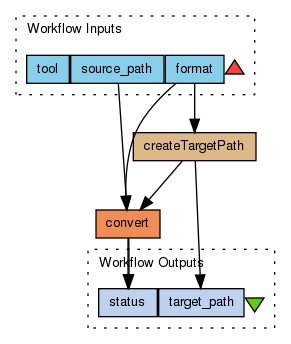 Workflow Inputs
tool source_path format
createTargetPath
convert
Workflow Outputs
status target_path